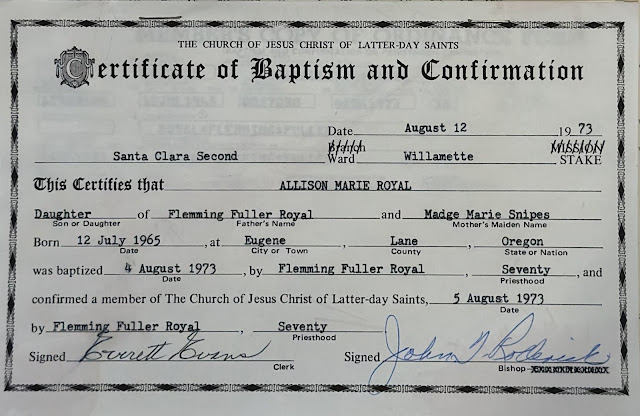 THE CHURCH OF JESUS CHRIST OF LATTER-DAY SAINTS
Certificate of Baptism and Confirmation
Date August 12 1973
Branch MISSION
Santa Clara Second Ward Willamette STAKE
This Certifies that ALLISON MARIE ROYAL
Daughter of Flemming Fuller Royal and Madge Marie Snipes
Son or Daughter Father's Name Mother's Maiden Name
Born 12 July 1965, at Eugene, Lane, Oregon
Date City or Town County State or Nation
was baptized 4 August 1973, by Flemming Fuller Royal, Seventy, and
Date Priesthood
confirmed a member of The Church of Jesus Christ of Latter-day Saints, 5 August 1973
Date
by Flemming Fuller Royal, Seventy
Priesthood
Signed Everett Evans Signed John T Roderick
Clerk Bishop-